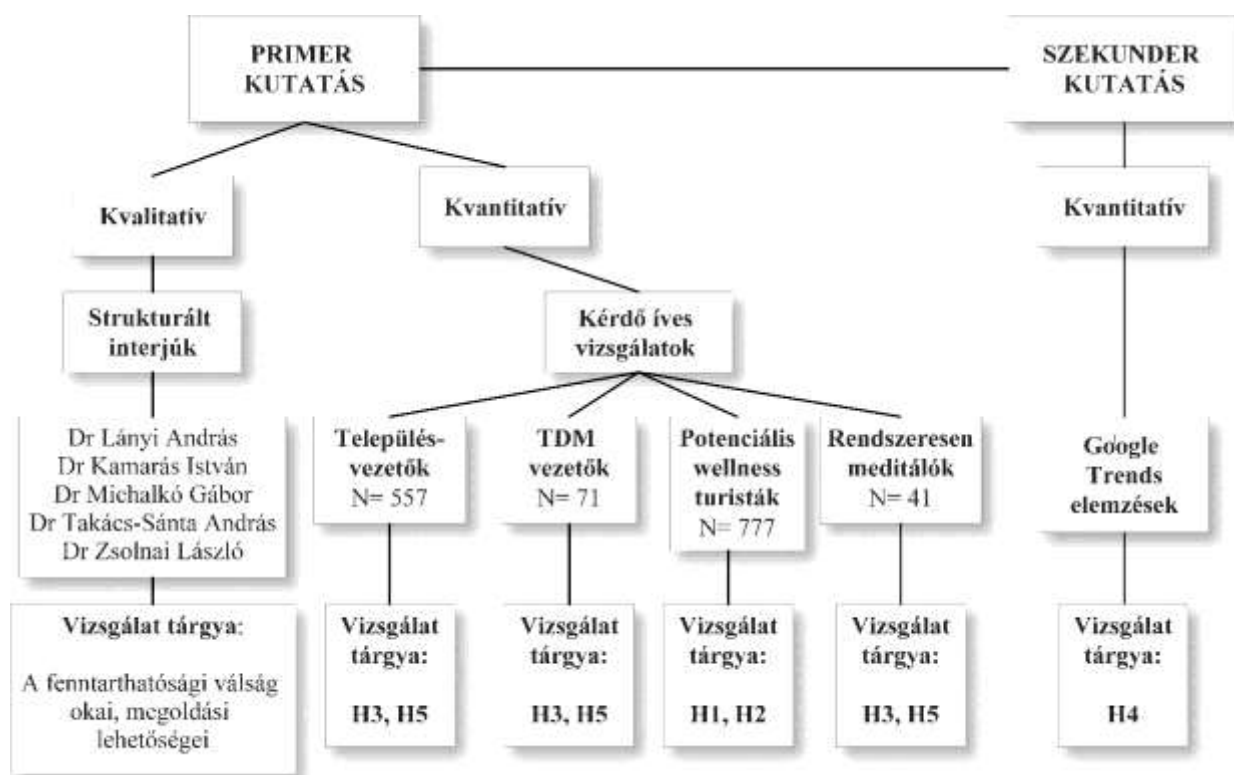 PRIMER
KUTATÁS
SZEKUNDER
KUTATÁS
Kvalitatív
Kvantitatív
Kvantitatív
Strukturált
interjúk
Kérdő íves
vizsgálatok
Dr Lányi András
Dr Kamarás István
Dr Michalkó Gábor
Dr Takács-Sánta András
Dr Zsolnai László
Település-
vezetők
N= 557
TDM
vezetők
N= 71
Potenciális
wellness
turisták
N= 777
Rendszeresen
meditálók
N= 41
Google
Trends
elemzések
Vizsgálat tárgya:
A fenntarthatósági válság
okai, megoldási
lehetőségei
Vizsgálat
tárgya:
H3, H5
Vizsgálat
tárgya:
H3, H5
Vizsgálat
tárgya:
H1, H2
Vizsgálat
tárgya:
H3, H5
Vizsgálat
tárgya:
H4